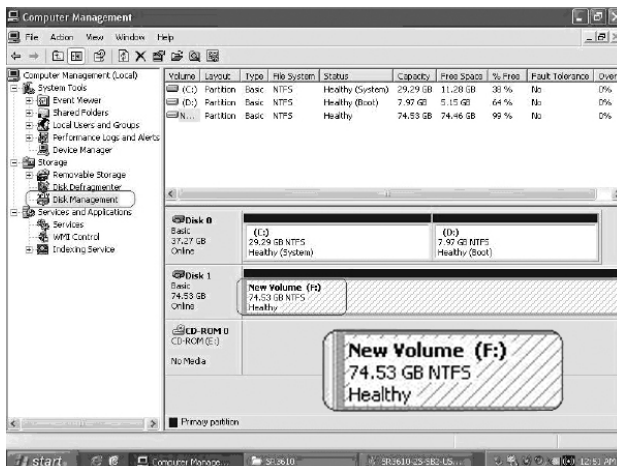 Computer Management
File Action View Window Help
Computer Management (Local)
System Tools
Event Viewer
Shared Folders
Local Users and Groups
Performance Logs and Alerts
Device Manager
Storage
Removable Storage
Disk Defragmenter
Disk Management
Services and Applications
Services
WMI Control
Indexing Service
Volume Layout Type File System Status Capacity Free Space % Free Fault Tolerance Over
(C:) Partition Basic NTFS Healthy (System) 29.29 GB 11.28 GB 38 % No 0%
(D:) Partition Basic NTFS Healthy (Boot) 7.97 GB 5.15 GB 64 % No 0%
N... Partition Basic NTFS Healthy 74.53 GB 74.46 GB 99 % No 0%
Disk 0
Basic
37.27 GB
Online
(C:)
29.29 GB NTFS
Healthy (System)
(D:)
7.97 GB NTFS
Healthy (Boot)
Disk 1
Basic
74.53 GB
Online
New Volume (F:)
74.53 GB NTFS
Healthy
CD-ROM 0
CD-ROM (E:)
No Media
New Volume (F:)
74.53 GB NTFS
Healthy
Primary partition
start
Computer Manage...
SR3610
SR3610-2S-SB2-US...
AM